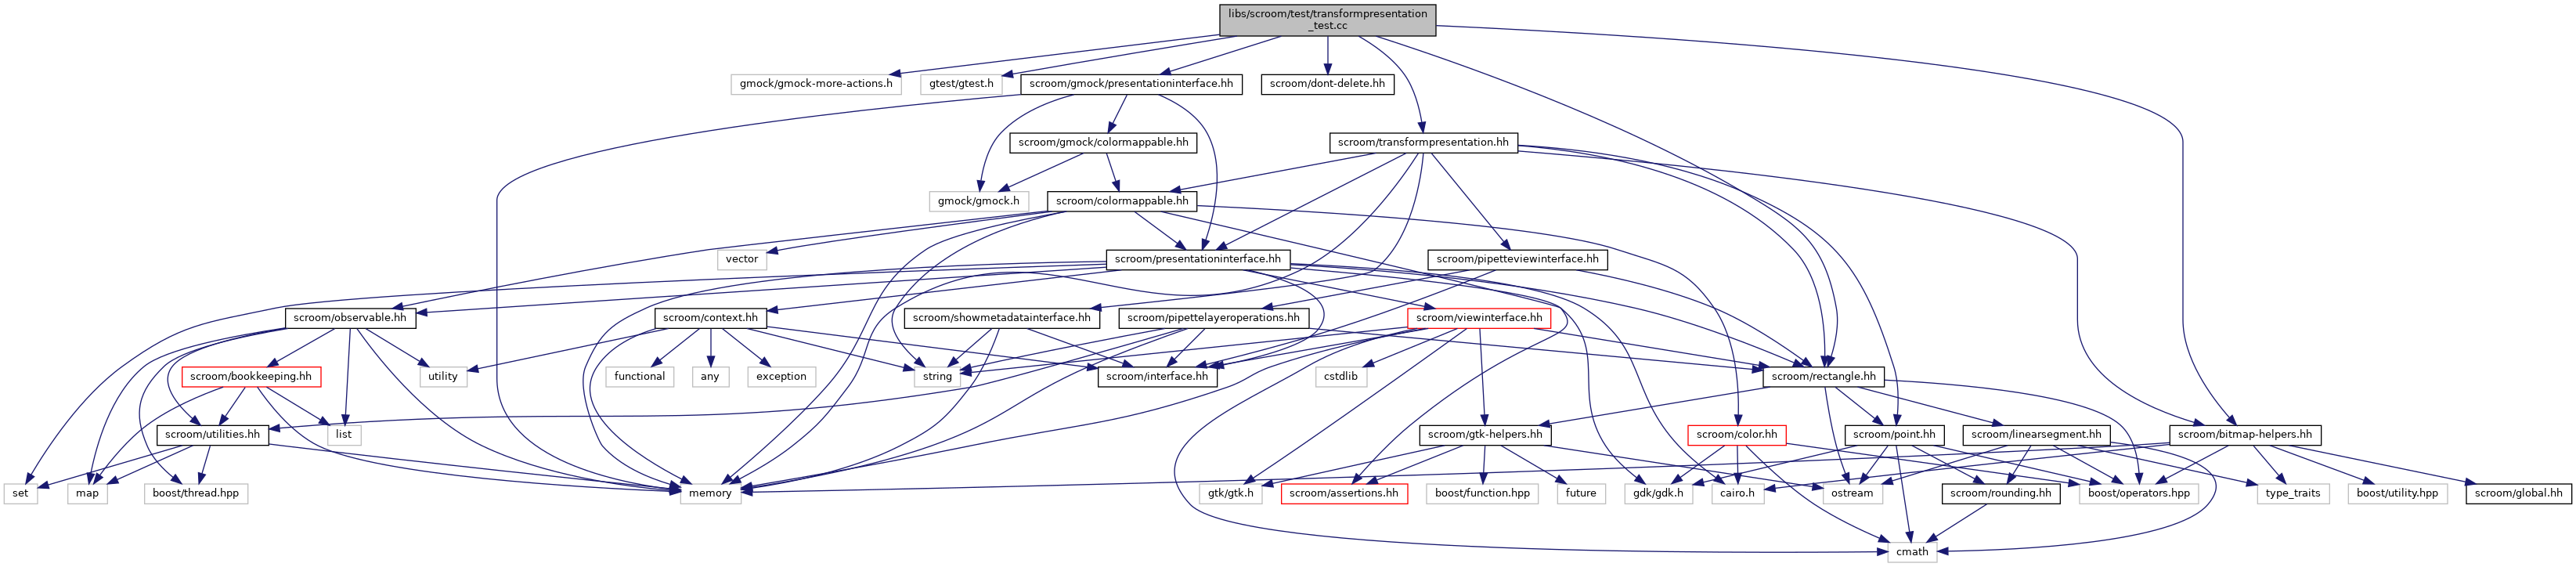 libs/scroom/test/transformpresentation
_test.cc
gmock/gmock-more-actions.h
gtest/gtest.h
scroom/gmock/presentationinterface.hh
scroom/dont-delete.hh
scroom/gmock/colormappable.hh
scroom/transformpresentation.hh
gmock/gmock.h
scroom/colormappable.hh
vector
scroom/presentationinterface.hh
scroom/pipetteviewinterface.hh
scroom/observable.hh
scroom/context.hh
scroom/showmetadatainterface.hh
scroom/pipettelayeroperations.hh
scroom/viewinterface.hh
scroom/bookkeeping.hh
utility
functional
any
exception
string
scroom/interface.hh
cstdlib
scroom/rectangle.hh
scroom/utilities.hh
list
scroom/gtk-helpers.hh
scroom/color.hh
scroom/point.hh
scroom/linearsegment.hh
scroom/bitmap-helpers.hh
set
map
boost/thread.hpp
memory
gtk/gtk.h
scroom/assertions.hh
boost/function.hpp
future
gdk/gdk.h
cairo.h
ostream
scroom/rounding.hh
boost/operators.hpp
type_traits
boost/utility.hpp
scroom/global.hh
cmath